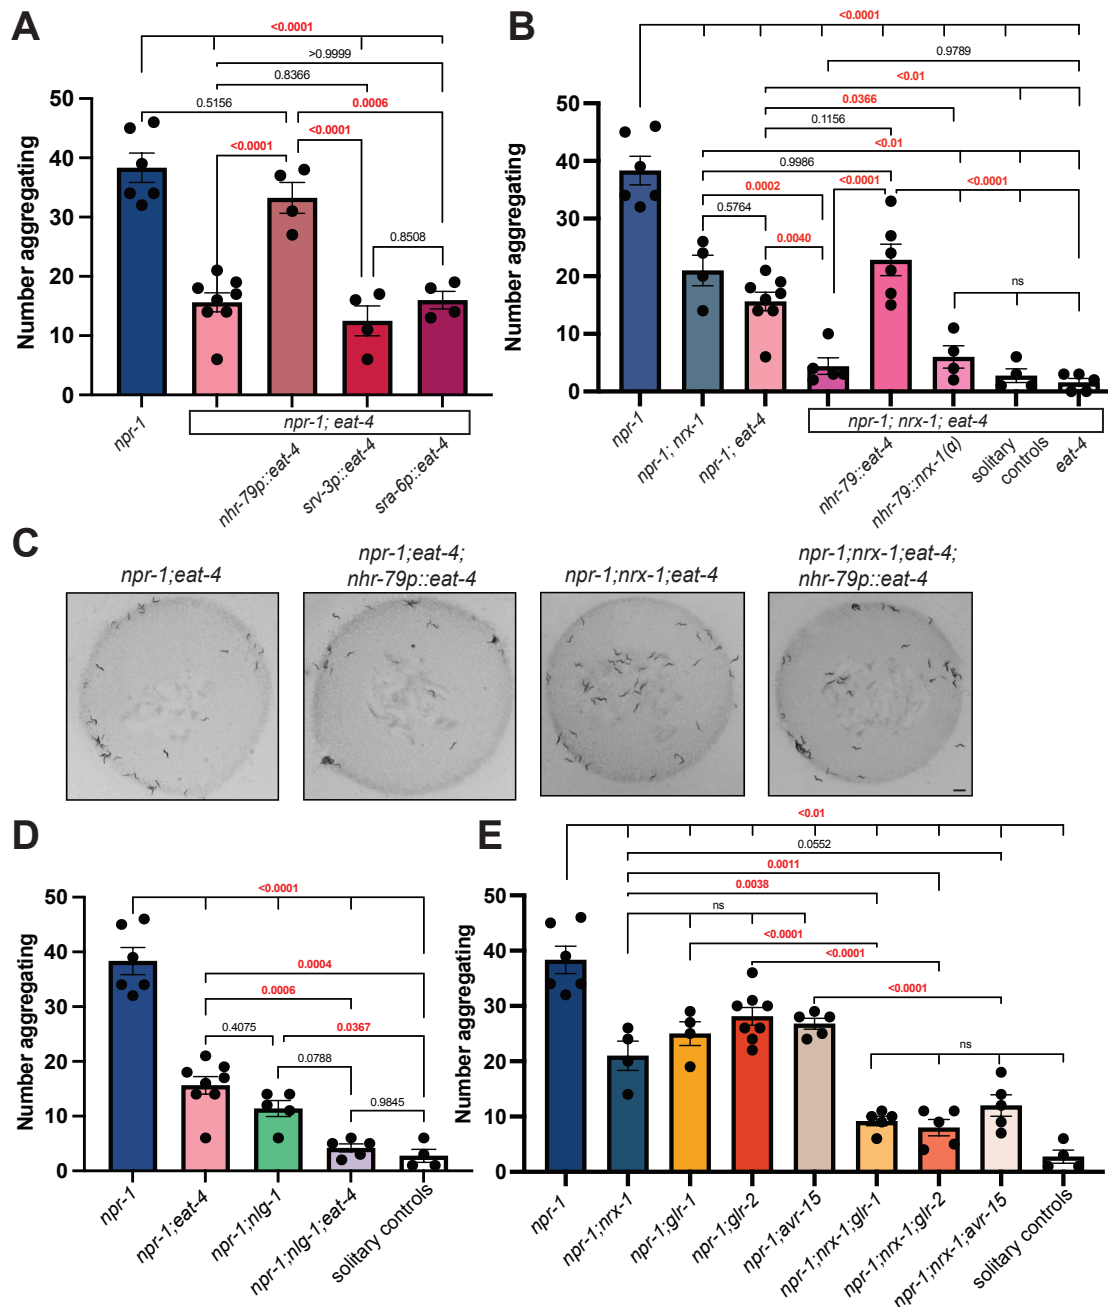 A
<0.0001
>0.9999
0.8366
0.5156
0.0006
<0.0001
<0.0001
0.8508
Number aggregating
50
40
30
20
10
0
npr-1
npr-1; eat-4
nhr-79p::eat-4
srv-3p::eat-4
sra-6p::eat-4
B
<0.0001
0.9789
<0.01
0.0366
0.1156
<0.01
0.9986
0.0002
<0.0001
<0.0001
0.5764
0.0040
ns
Number aggregating
50
40
30
20
10
0
npr-1
npr-1; nrx-1
npr-1; eat-4
npr-1; nrx-1; eat-4
nhr-79::eat-4
nhr-79::nrx-1(α)
solitary
controls
eat-4
C
npr-1;eat-4
npr-1;eat-4;
nhr-79p::eat-4
npr-1;nrx-1;eat-4
npr-1;nrx-1;eat-4;
nhr-79p::eat-4
D
<0.0001
0.0004
0.0006
0.4075
0.0367
0.0788
0.9845
Number aggregating
50
40
30
20
10
0
npr-1
npr-1;eat-4
npr-1;nlg-1
npr-1;nlg-1;eat-4
solitary controls
E
<0.01
0.0552
0.0011
0.0038
ns
<0.0001
<0.0001
<0.0001
ns
Number aggregating
50
40
30
20
10
0
npr-1
npr-1;nrx-1
npr-1;glr-1
npr-1;glr-2
npr-1;avr-15
npr-1;nrx-1;glr-1
npr-1;nrx-1;glr-2
npr-1;nrx-1;avr-15
solitary controls